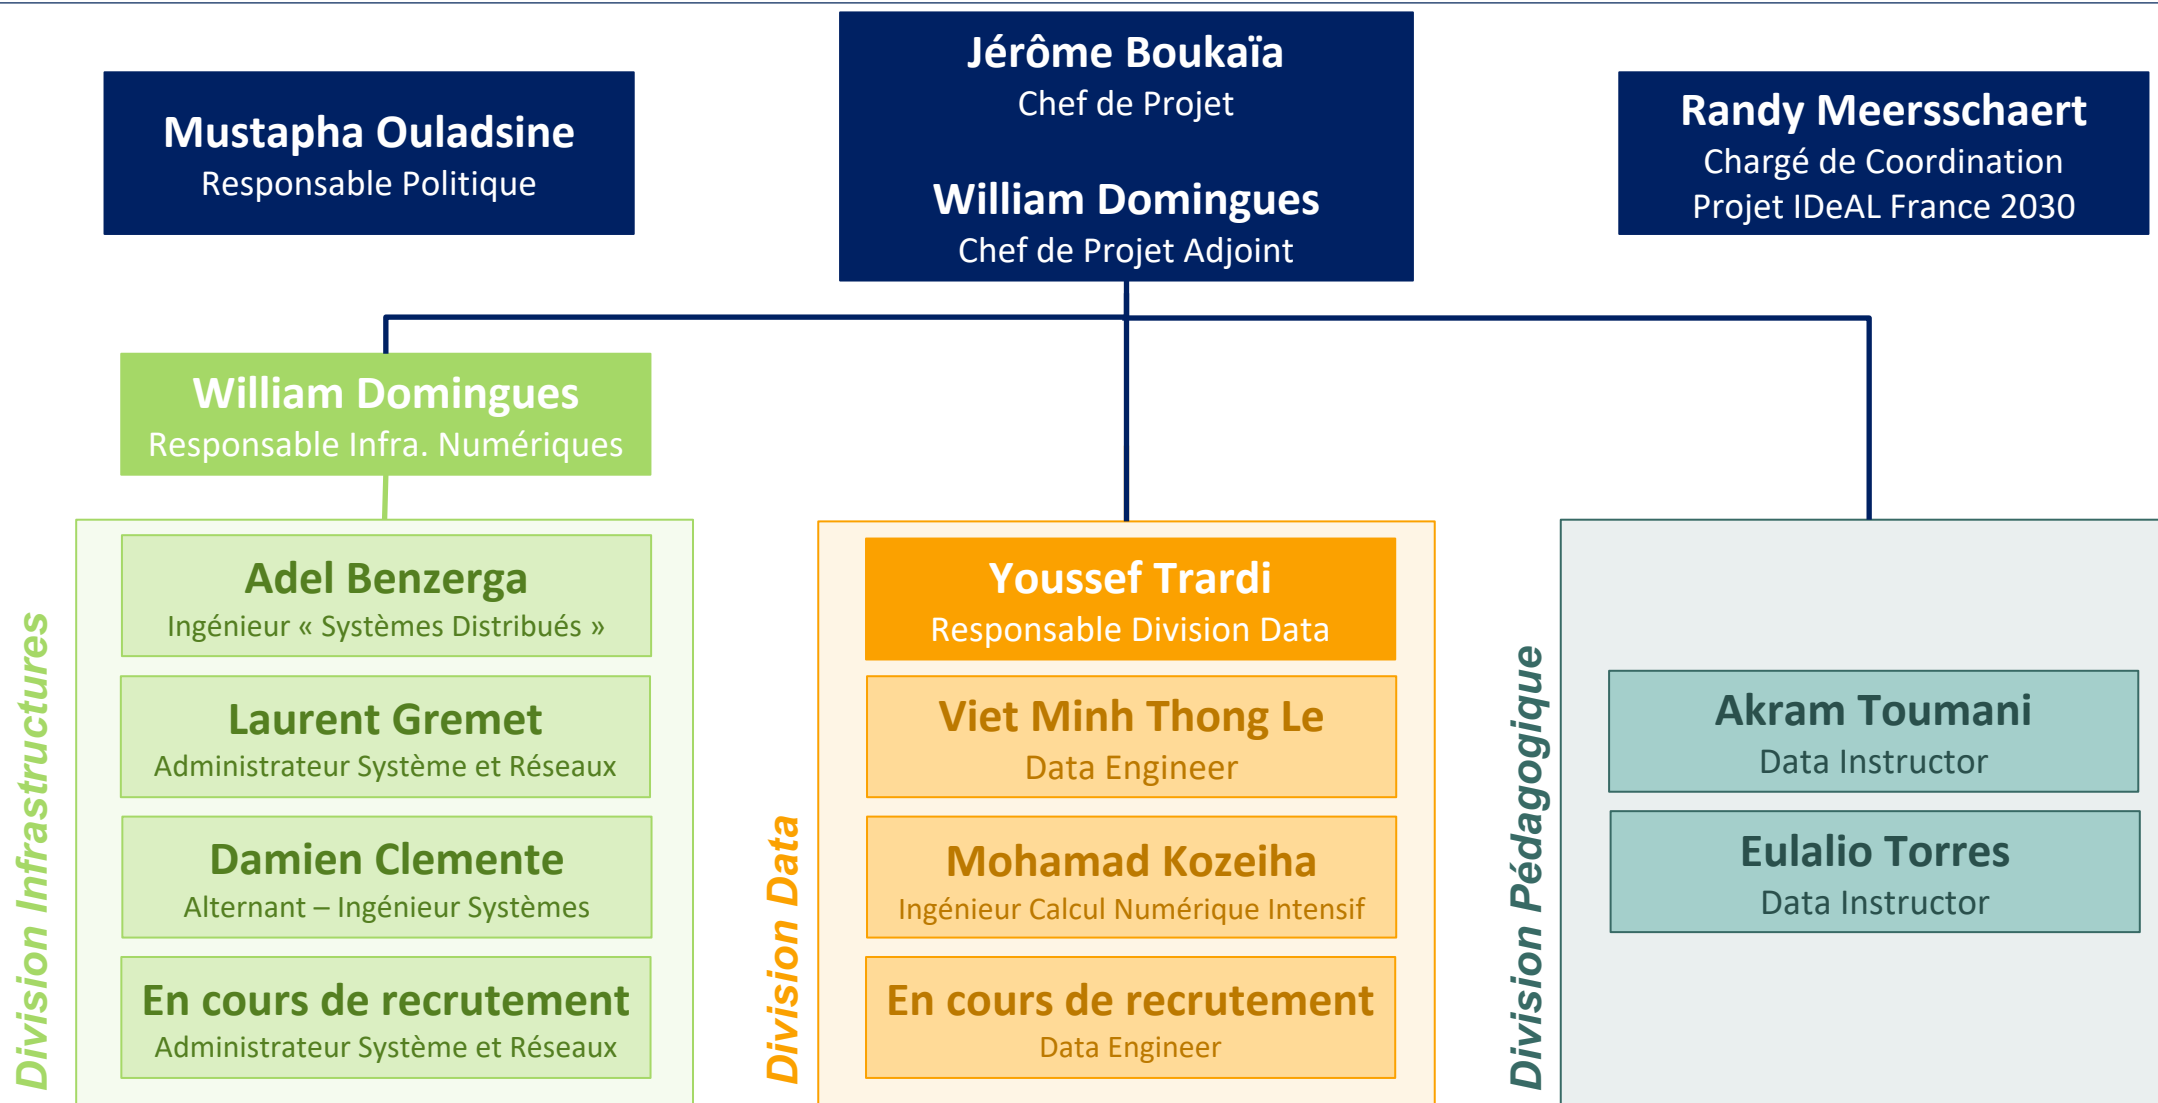 Mustapha Ouladsine
Responsable Politique
Jérôme Boukaïa
Chef de Projet
William Domingues
Chef de Projet Adjoint
Randy Meersschaert
Chargé de Coordination
Projet IDeAL France 2030
William Domingues
Responsable Infra. Numériques
Division Infrastructures
Adel Benzerga
Ingénieur « Systèmes Distribués »
Laurent Gremet
Administrateur Système et Réseaux
Damien Clemente
Alternant – Ingénieur Systèmes
En cours de recrutement
Administrateur Système et Réseaux
Division Data
Youssef Trardi
Responsable Division Data
Viet Minh Thong Le
Data Engineer
Mohamad Kozeiha
Ingénieur Calcul Numérique Intensif
En cours de recrutement
Data Engineer
Division Pédagogique
Akram Toumani
Data Instructor
Eulalio Torres
Data Instructor